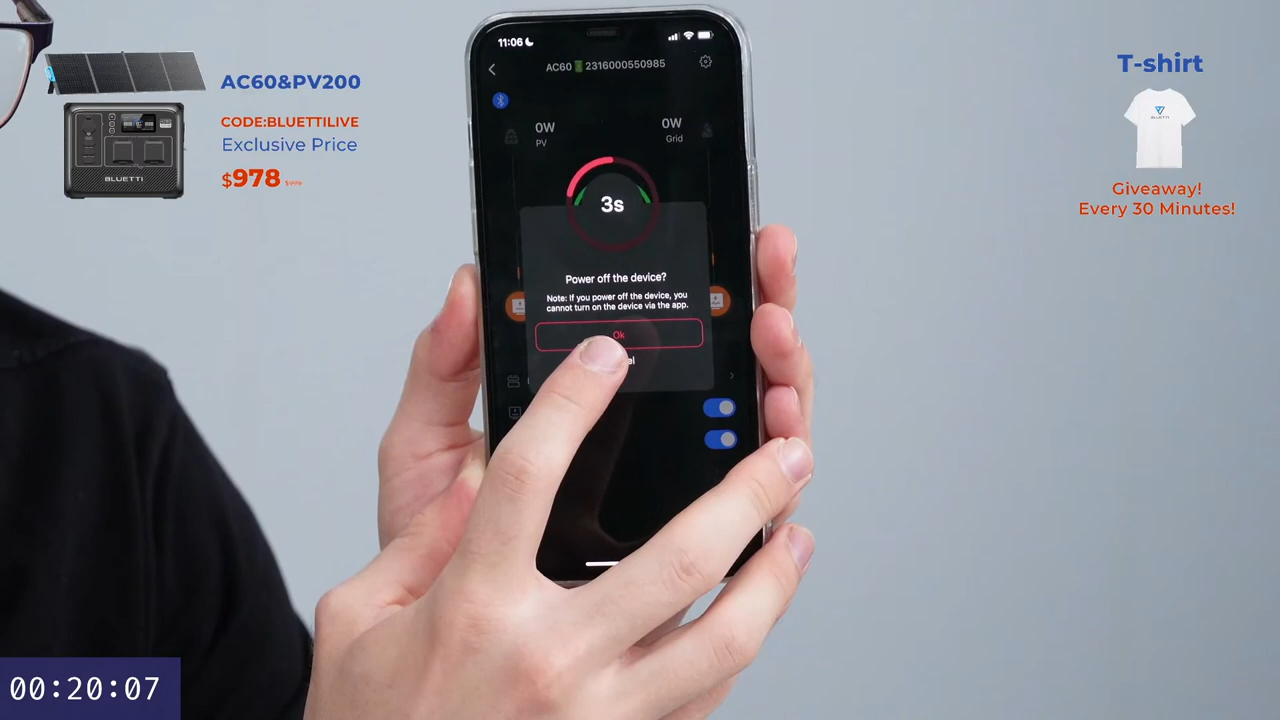 11:06
AC60 2316000550985
0W
PV
0W
Grid
3s
Power off the device?
Note: If you power off the device, you
cannot turn on the device via the app.
Ok
AC60&PV200
CODE:BLUETTILIVE
Exclusive Price
$978
BLUETTI
T-shirt
BLUETTI
Giveaway!
Every 30 Minutes!
00:20:07